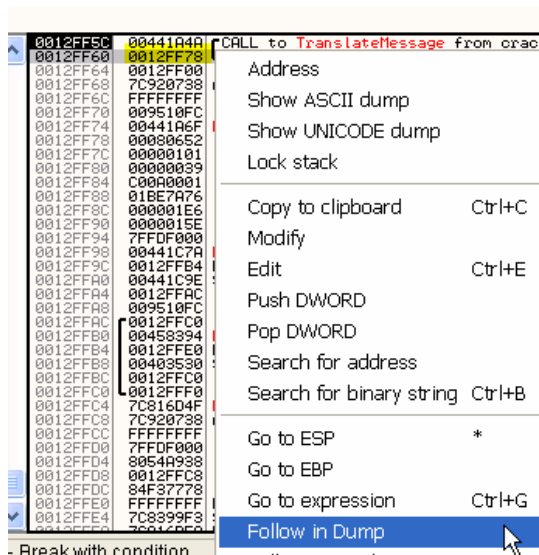 0012FF5C 00441A4A CALL to TranslateMessage from crac
0012FF60 0012FF78
0012FF64 0012FF00 Address
0012FF68 7C920738
0012FF6C FFFFFFFF Show ASCII dump
0012FF70 009510FC
0012FF74 00441A6F Show UNICODE dump
0012FF78 00080652
0012FF7C 00000101 Lock stack
0012FF80 00000039
0012FF84 C00A0001
0012FF88 01BE7A76
0012FF8C 000001E6 Copy to clipboard Ctrl+C
0012FF90 0000015E
0012FF94 7FFDF000 Modify
0012FF98 00441C7A
0012FF9C 0012FFB4 Edit Ctrl+E
0012FFA0 00441C9E
0012FFA4 0012FFAC Push DWORD
0012FFA8 009510FC
0012FFAC 0012FFC0 Pop DWORD
0012FFB0 00458394
0012FFB4 0012FFE0 Search for address
0012FFB8 00403530
0012FFBC 0012FFC0 Search for binary string Ctrl+B
0012FFC0 0012FFF0
0012FFC4 7C816D4F
0012FFC8 7C920738 Go to ESP *
0012FFCC FFFFFFFF
0012FFD0 7FFDF000 Go to EBP
0012FFD4 8054A938
0012FFD8 0012FFC8
0012FFDC 84F37778 Go to expression Ctrl+G
0012FFE0 FFFFFFFF
0012FFE4 7C8399F3 Follow in Dump
- Break with condition